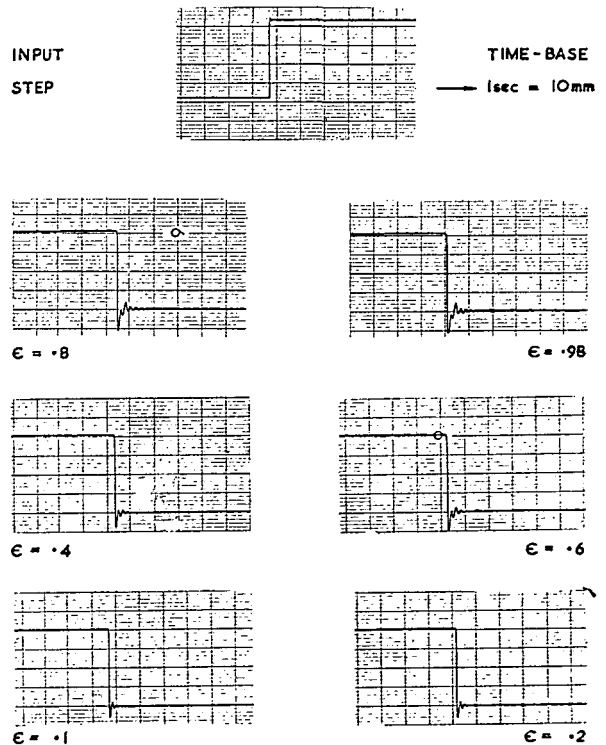 INPUT
STEP
TIME-BASE
→ 1sec = 10mm
ϵ = ·8
ϵ = ·98
ϵ = ·4
ϵ = ·6
ϵ = ·1
ϵ = ·2